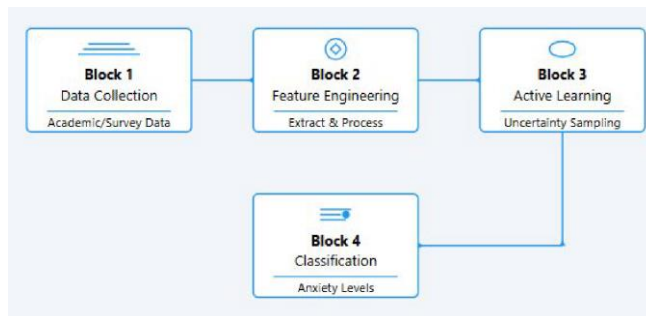 Block 1
Data Collection
Academic/Survey Data
Block 2
Feature Engineering
Extract & Process
Block 3
Active Learning
Uncertainty Sampling
Block 4
Classification
Anxiety Levels